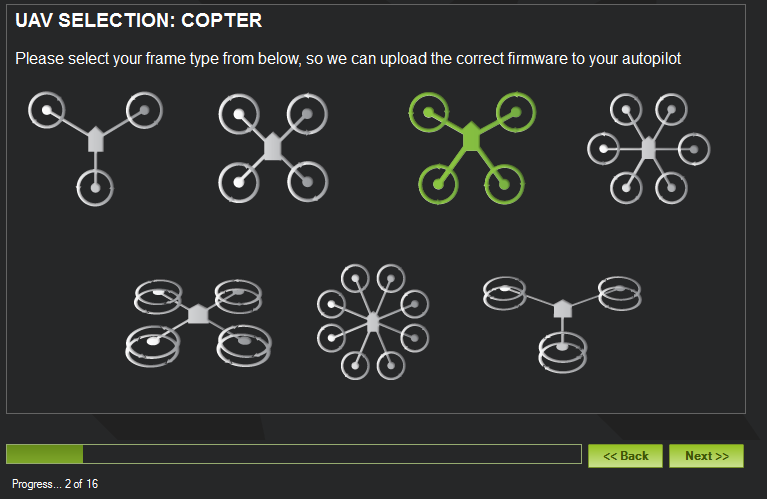 UAV SELECTION: COPTER
Please select your frame type from below, so we can upload the correct firmware to your autopilot
<< Back
Next >>
Progress... 2 of 16